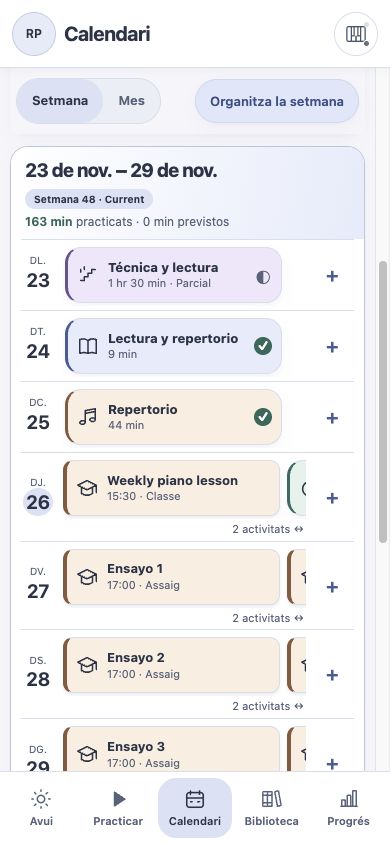 RP Calendari
Setmana Mes Organitza la setmana
23 de nov. – 29 de nov.
Setmana 48 · Current
163 min practicats · 0 min previstos
DL.
23
Técnica y lectura
1 hr 30 min · Parcial
+
DT.
24
Lectura y repertorio
9 min
+
DC.
25
Repertorio
44 min
+
DJ.
26
Weekly piano lesson
15:30 · Classe
+
2 activitats ↔
DV.
27
Ensayo 1
17:00 · Assaig
+
2 activitats ↔
DS.
28
Ensayo 2
17:00 · Assaig
+
2 activitats ↔
DG.
29
Ensayo 3
17:00 · Assaig
+
Avui Practicar Calendari Biblioteca Progrés